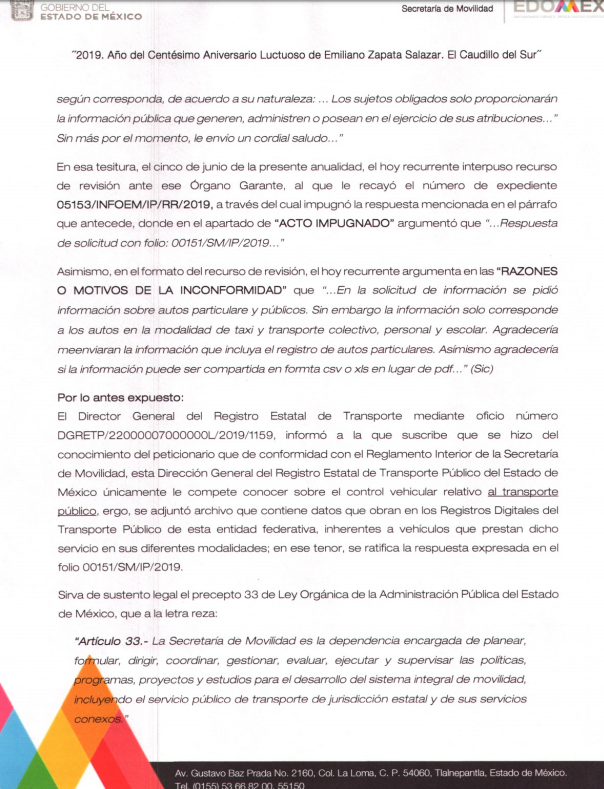 GOBIERNO DEL
ESTADO DE MÉXICO
Secretaría de Movilidad
EDOMÉX
“2019. Año del Centésimo Aniversario Luctuoso de Emiliano Zapata Salazar. El Caudillo del Sur”
según corresponda, de acuerdo a su naturaleza: ... Los sujetos obligados solo proporcionarán
la información pública que generen, administren o posean en el ejercicio de sus atribuciones...”
Sin más por el momento, le envío un cordial saludo...”
En esa tesitura, el cinco de junio de la presente anualidad, el hoy recurrente interpuso recurso
de revisión ante ese Órgano Garante, al que le recayó el número de expediente
05153/INFOEM/IP/RR/2019, a través del cual impugnó la respuesta mencionada en el párrafo
que antecede, donde en el apartado de “ACTO IMPUGNADO” argumentó que “...Respuesta
de solicitud con folio: 00151/SM/IP/2019...”
Asimismo, en el formato del recurso de revisión, el hoy recurrente argumenta en las “RAZONES
O MOTIVOS DE LA INCONFORMIDAD” que “...En la solicitud de información se pidió
información sobre autos particulare y públicos. Sin embargo la información solo corresponde
a los autos en la modalidad de taxi y transporte colectivo, personal y escolar. Agradecería
meenviaran la información que incluya el registro de autos particulares. Asímismo agradecería
si la información puede ser compartida en formta csv o xls en lugar de pdf...” (Sic)
Por lo antes expuesto:
El Director General del Registro Estatal de Transporte mediante oficio número
DGRETP/22000007000000L/2019/1159, informó a la que suscribe que se hizo del
conocimiento del peticionario que de conformidad con el Reglamento Interior de la Secretaría
de Movilidad, esta Dirección General del Registro Estatal de Transporte Público del Estado de
México únicamente le compete conocer sobre el control vehicular relativo al transporte
público, ergo, se adjuntó archivo que contiene datos que obran en los Registros Digitales del
Transporte Público de esta entidad federativa, inherentes a vehículos que prestan dicho
servicio en sus diferentes modalidades; en ese tenor, se ratifica la respuesta expresada en el
folio 00151/SM/IP/2019.
Sirva de sustento legal el precepto 33 de Ley Orgánica de la Administración Pública del Estado
de México, que a la letra reza:
“Artículo 33.- La Secretaría de Movilidad es la dependencia encargada de planear,
formular, dirigir, coordinar, gestionar, evaluar, ejecutar y supervisar las políticas,
programas, proyectos y estudios para el desarrollo del sistema integral de movilidad,
incluyendo el servicio público de transporte de jurisdicción estatal y de sus servicios
conexos.”
Av. Gustavo Baz Prada No. 2160, Col. La Loma, C. P. 54060, Tlalnepantla, Estado de México.
Tel. (0155) 53 66 82 00, 55150